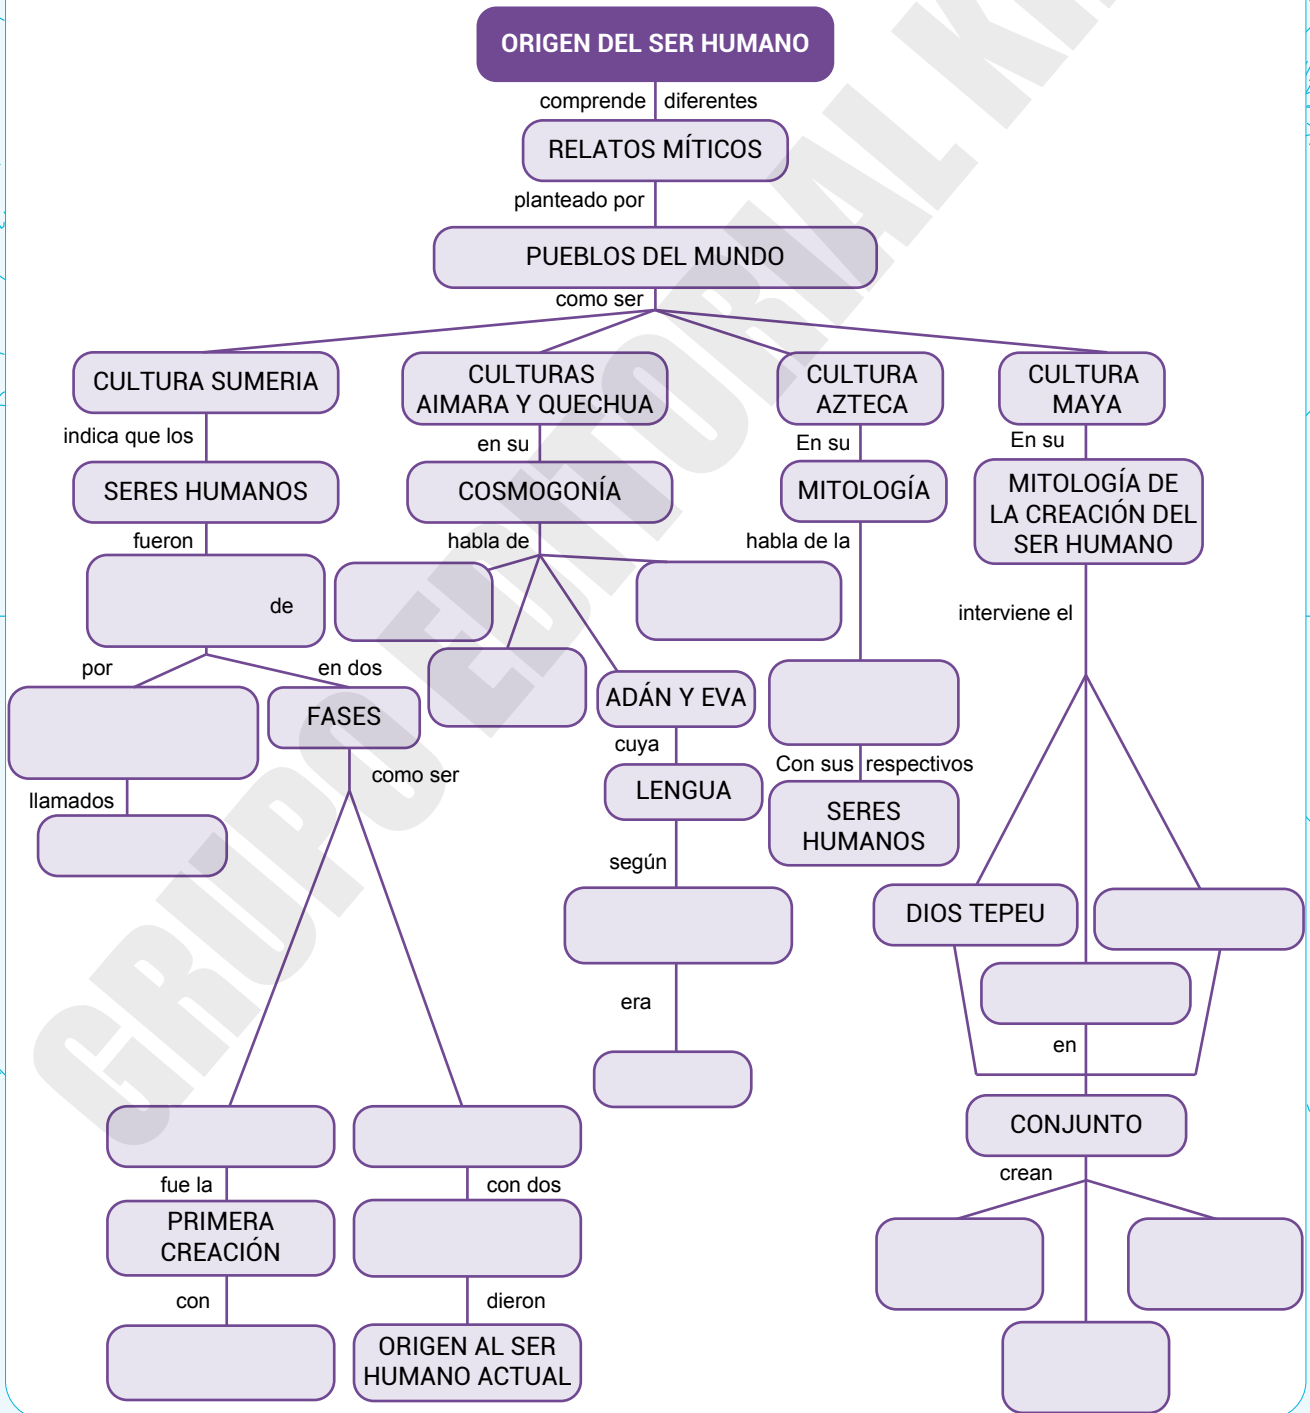 ORIGEN DEL SER HUMANO
comprende diferentes
RELATOS MÍTICOS
planteado por
PUEBLOS DEL MUNDO
como ser
CULTURA SUMERIA
indica que los
SERES HUMANOS
fueron
de
por
en dos
FASES
llamados
como ser
fue la
PRIMERA
CREACIÓN
con
con dos
dieron
ORIGEN AL SER
HUMANO ACTUAL
CULTURAS
AIMARA Y QUECHUA
en su
COSMOGONÍA
habla de
ADÁN Y EVA
cuya
LENGUA
según
era
CULTURA
AZTECA
En su
MITOLOGÍA
habla de la
Con sus respectivos
SERES
HUMANOS
CULTURA
MAYA
En su
MITOLOGÍA DE
LA CREACIÓN DEL
SER HUMANO
interviene el
DIOS TEPEU
en
CONJUNTO
crean
GRUPO EDITORIAL